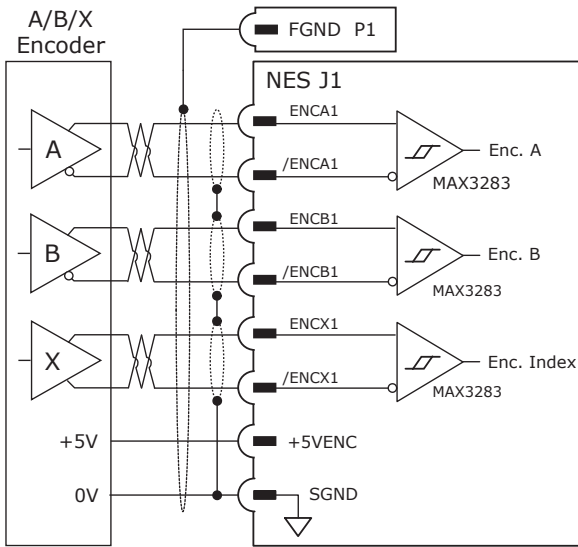 A/B/X
Encoder
FGND P1
NES J1
ENCA1
A
Enc. A
/ENCA1
MAX3283
ENCB1
B
Enc. B
/ENCB1
MAX3283
ENCX1
X
Enc. Index
/ENCX1
MAX3283
+5V
+5VENC
0V
SGND